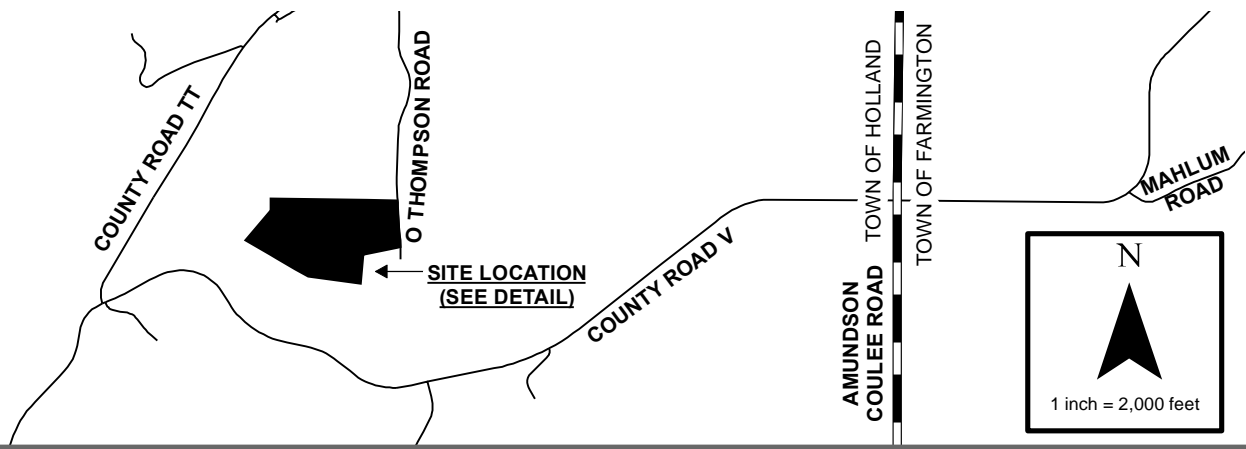 COUNTY ROAD TT
O THOMPSON ROAD
SITE LOCATION
(SEE DETAIL)
COUNTY ROAD V
TOWN OF HOLLAND
TOWN OF FARMINGTON
AMUNDSON
COULEE ROAD
MAHLUM
ROAD
N
1 inch = 2,000 feet